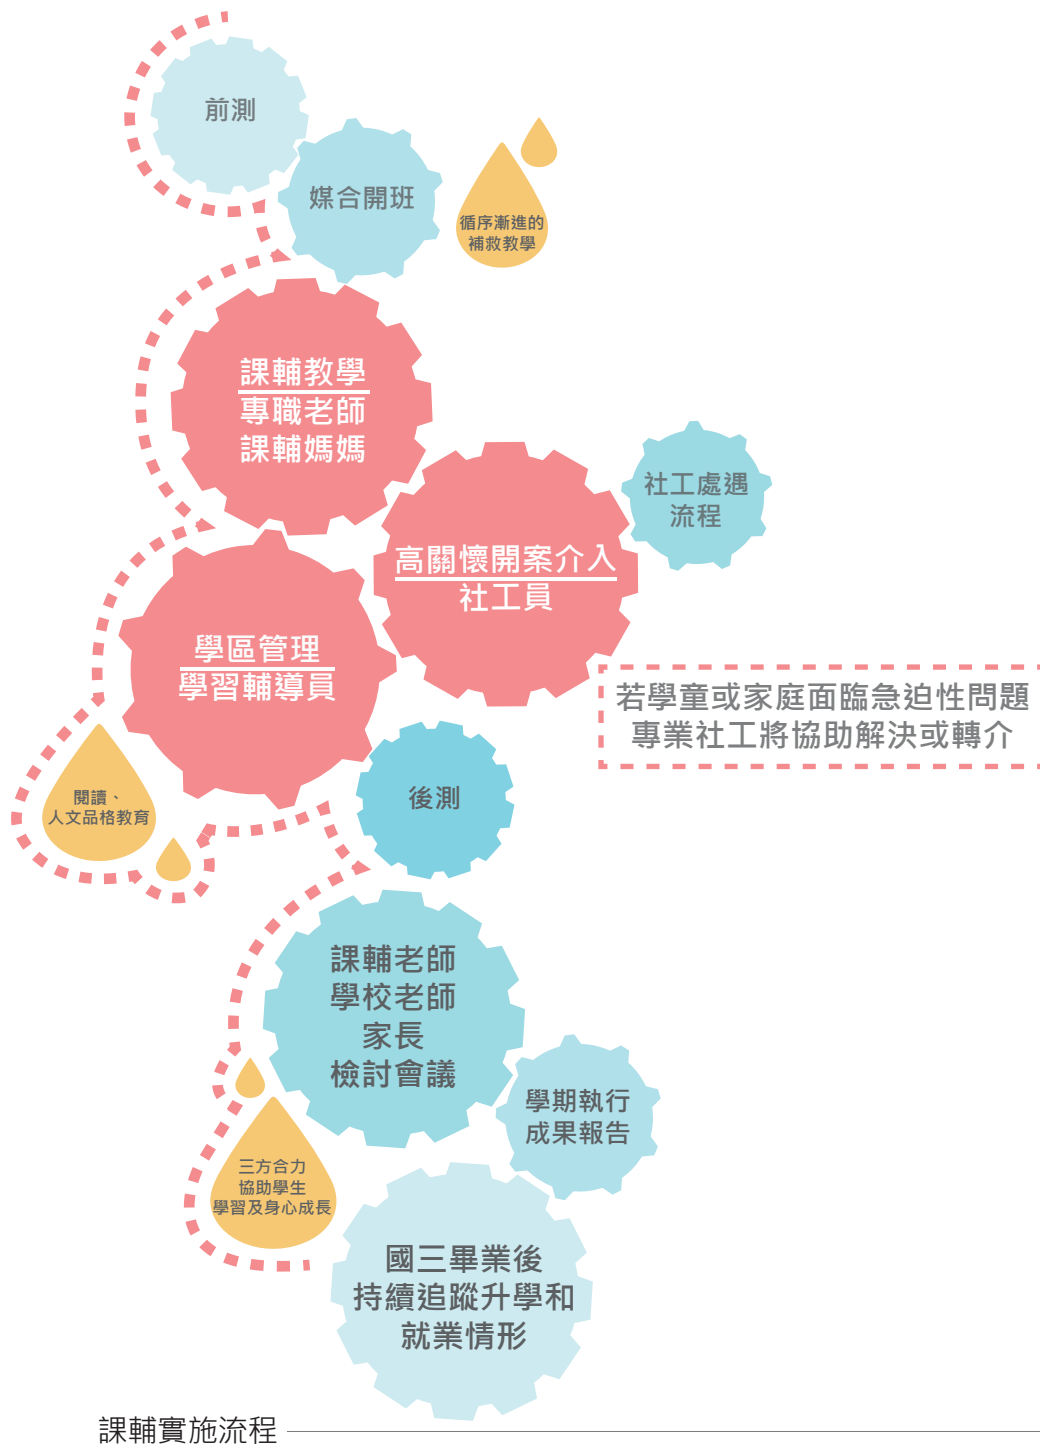 前測
媒合開班
循序漸進的
補救教學
課輔教學
專職老師
課輔媽媽
社工處遇
流程
高關懷開案介入
社工員
學區管理
學習輔導員
若學童或家庭面臨急迫性問題
專業社工將協助解決或轉介
閱讀、
人文品格教育
後測
課輔老師
學校老師
家長
檢討會議
學期執行
成果報告
三方合力
協助學生
學習及身心成長
國三畢業後
持續追蹤升學和
就業情形
課輔實施流程